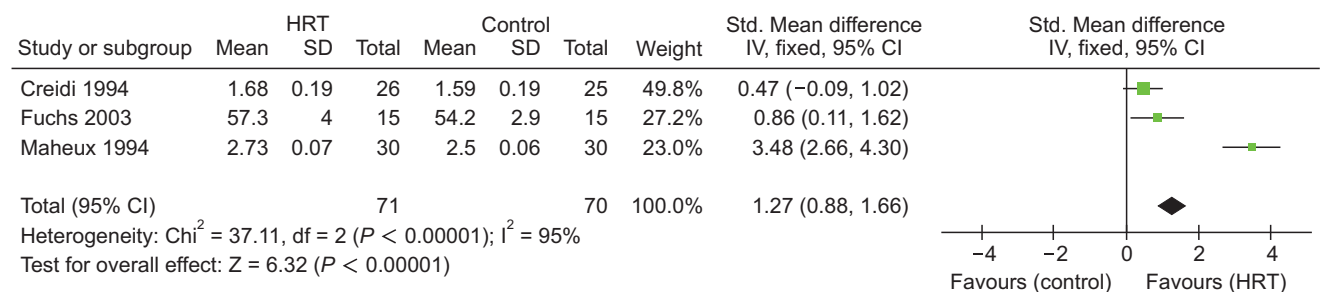 HRT Control Std. Mean difference Std. Mean difference
Study or subgroup Mean SD Total Mean SD Total Weight IV, fixed, 95% CI IV, fixed, 95% CI
Creidi 1994 1.68 0.19 26 1.59 0.19 25 49.8% 0.47 (−0.09, 1.02)
Fuchs 2003 57.3 4 15 54.2 2.9 15 27.2% 0.86 (0.11, 1.62)
Maheux 1994 2.73 0.07 30 2.5 0.06 30 23.0% 3.48 (2.66, 4.30)
Total (95% CI) 71 70 100.0% 1.27 (0.88, 1.66)
Heterogeneity: Chi² = 37.11, df = 2 (P < 0.00001); I² = 95%
Test for overall effect: Z = 6.32 (P < 0.00001)
−4 −2 0 2 4
Favours (control) Favours (HRT)